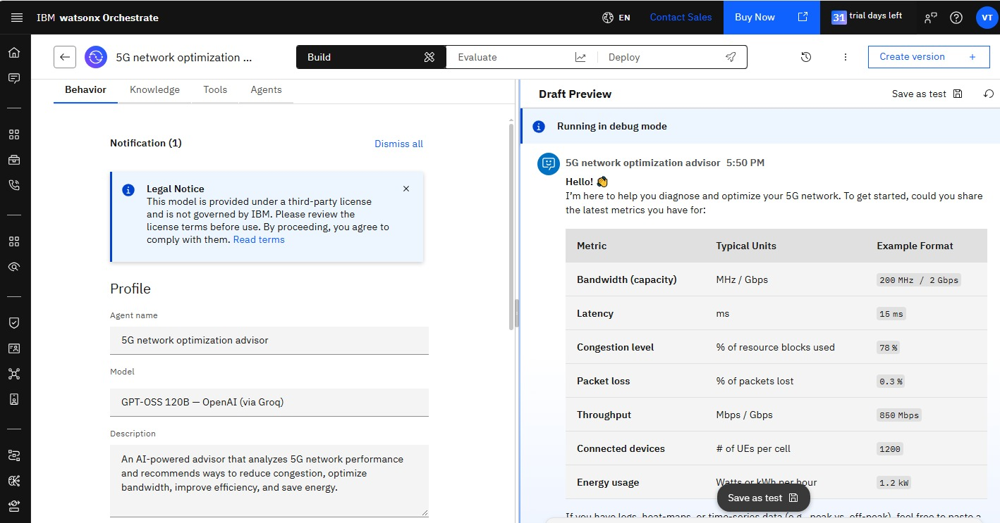 IBM watsonx Orchestrate
EN
Contact Sales
Buy Now
31 trial days left
VT
5G network optimization ...
Build
Evaluate
Deploy
Create version +
Behavior
Knowledge
Tools
Agents
Notification (1)
Dismiss all
Legal Notice
This model is provided under a third-party license
and is not governed by IBM. Please review the
license terms before use. By proceeding, you agree to
comply with them. Read terms
Profile
Agent name
5G network optimization advisor
Model
GPT-OSS 120B — OpenAI (via Groq)
Description
An AI-powered advisor that analyzes 5G network performance
and recommends ways to reduce congestion, optimize
bandwidth, improve efficiency, and save energy.
Draft Preview
Save as test
Running in debug mode
5G network optimization advisor 5:50 PM
Hello! 👏
I’m here to help you diagnose and optimize your 5G network. To get started, could you share
the latest metrics you have for:
Metric Typical Units Example Format
Bandwidth (capacity) MHz / Gbps 200 MHz / 2 Gbps
Latency ms 15 ms
Congestion level % of resource blocks used 78 %
Packet loss % of packets lost 0.3 %
Throughput Mbps / Gbps 850 Mbps
Connected devices # of UEs per cell 1200
Energy usage Watts or kWh per hour 1.2 kW
Save as test
If you have logs, heat-maps, or time-series data (e.g., peak vs. off-peak), feel free to paste a